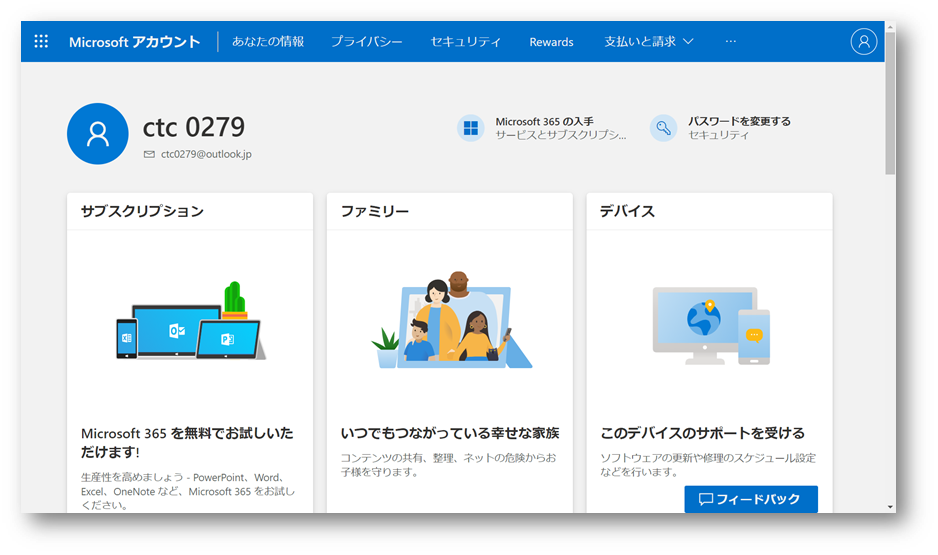 Microsoft アカウント
あなたの情報
プライバシー
セキュリティ
Rewards
支払いと請求
...
ctc 0279
ctc0279@outlook.jp
Microsoft 365 の入手
サービスとサブスクリプシ...
パスワードを変更する
セキュリティ
サブスクリプション
Microsoft 365 を無料でお試しいた
だけます!
生産性を高めましょう - PowerPoint、Word、
Excel、OneNote など、Microsoft 365 をお試し
ください。
ファミリー
いつでもつながっている幸せな家族
コンテンツの共有、整理、ネットの危険からお
子様を守ります。
デバイス
このデバイスのサポートを受ける
ソフトウェアの更新や修理のスケジュール設定
などを行います。
フィードバック